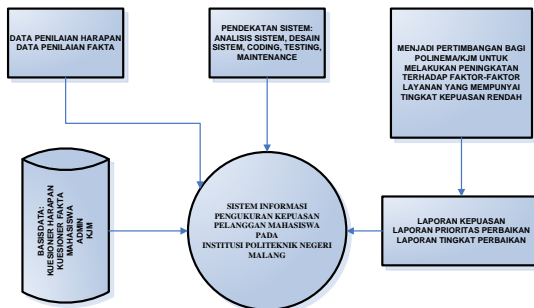 DATA PENILAIAN HARAPAN
DATA PENILAIAN FAKTA
PENDEKATAN SISTEM:
ANALISIS SISTEM, DESAIN
SISTEM, CODING, TESTING,
MAINTENANCE
MENJADI PERTIMBANGAN BAGI
POLINEMA/KJM UNTUK
MELAKUKAN PENINGKATAN
TERHADAP FAKTOR-FAKTOR
LAYANAN YANG MEMPUNYAI
TINGKAT KEPUASAN RENDAH
BASISDATA:
KUESIONER HARAPAN
KUESIONER FAKTA
MAHASISWA
ADMIN
KJM
SISTEM INFORMASI
PENGUKURAN KEPUASAN
PELANGGAN MAHASISWA
PADA
INSTITUSI POLITEKNIK NEGERI
MALANG
LAPORAN KEPUASAN
LAPORAN PRIORITAS PERBAIKAN
LAPORAN TINGKAT PERBAIKAN